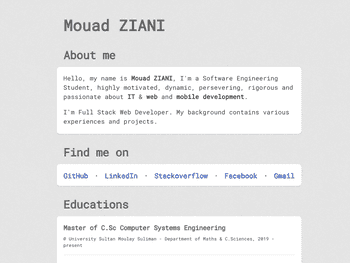 Mouad ZIANI
About me
Hello, my name is Mouad ZIANI, I'm a Software Engineering
Student, highly motivated, dynamic, persevering, rigorous and
passionate about IT & web and mobile development.
I'm Full Stack Web Developer. My background contains various
experiences and projects.
Find me on
GitHub · LinkedIn · Stackoverflow · Facebook · Gmail
Educations
Master of C.Sc Computer Systems Engineering
@ University Sultan Moulay Suliman - Department of Maths & C.Sciences, 2019 -
present